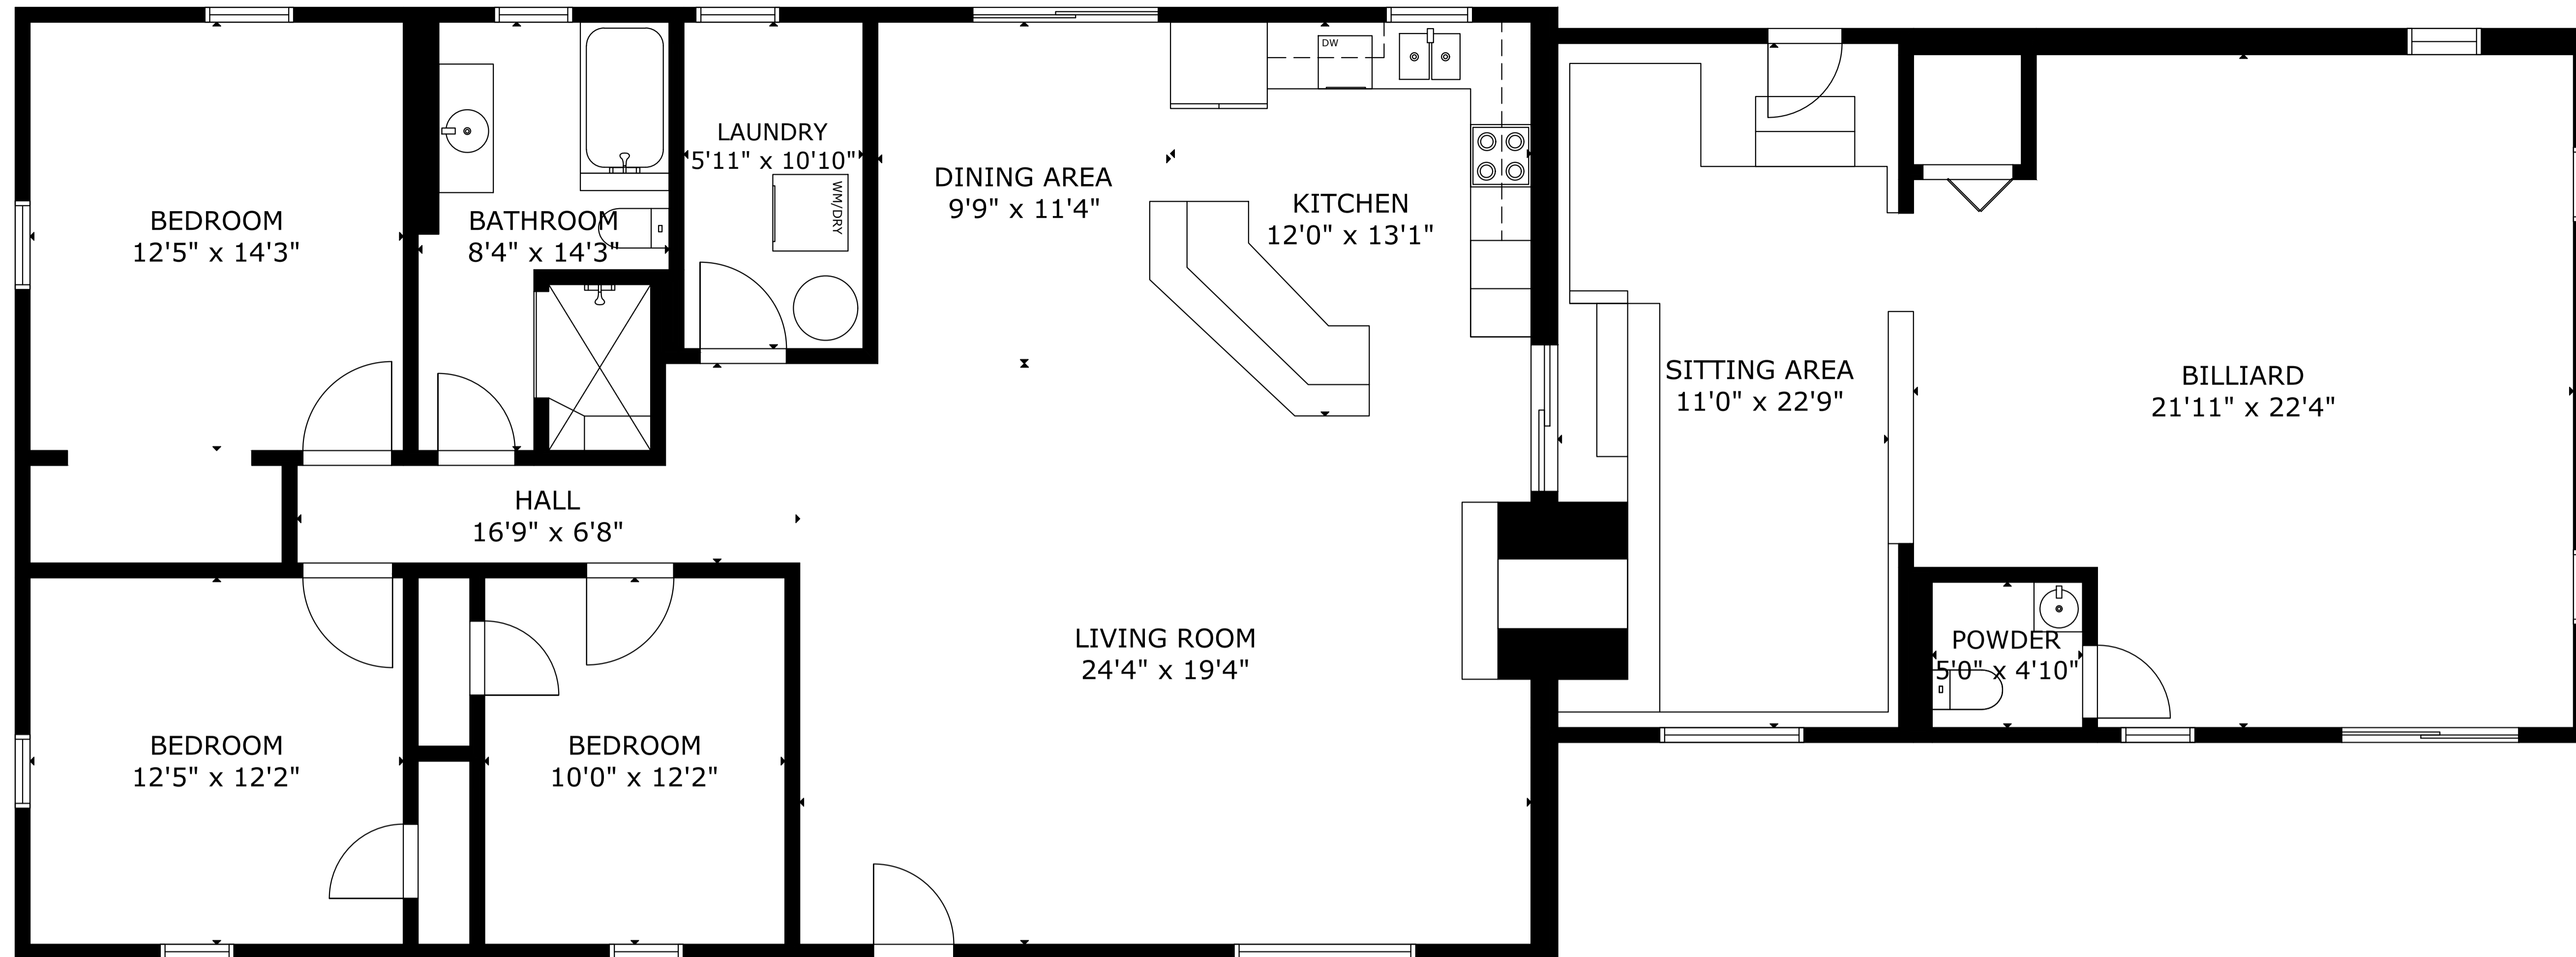 BEDROOM
12'5" x 14'3"
BATHROOM
8'4" x 14'3"
LAUNDRY
5'11" x 10'10"
WM/DRY
DINING AREA
9'9" x 11'4"
DW
KITCHEN
12'0" x 13'1"
SITTING AREA
11'0" x 22'9"
BILLIARD
21'11" x 22'4"
HALL
16'9" x 6'8"
LIVING ROOM
24'4" x 19'4"
POWDER
5'0" x 4'10"
BEDROOM
12'5" x 12'2"
BEDROOM
10'0" x 12'2"